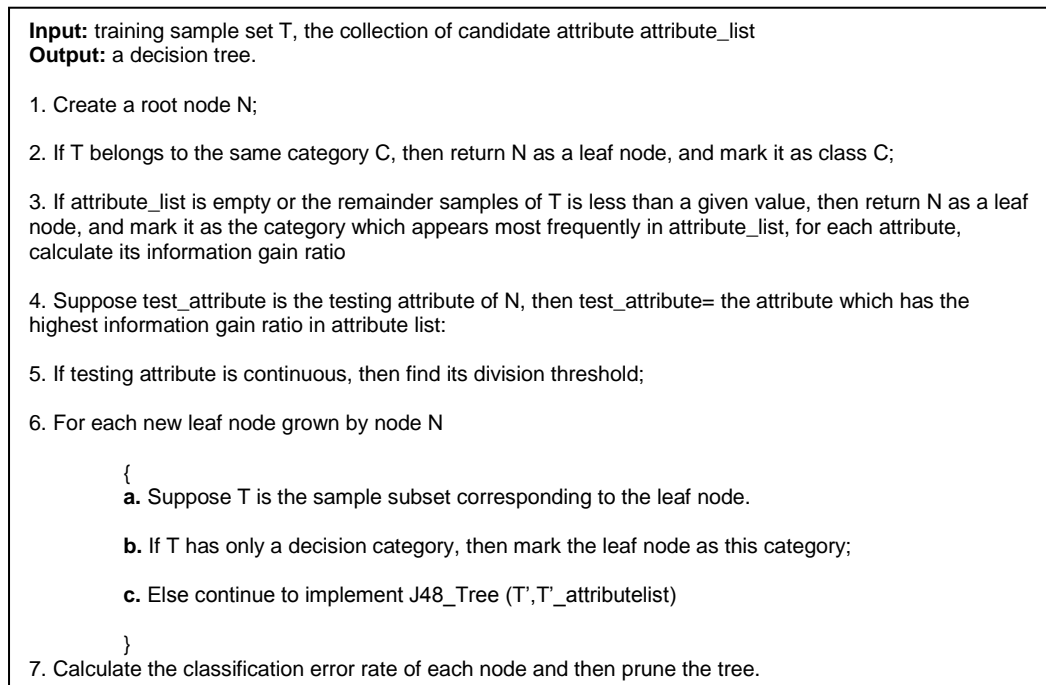 Input: training sample set T, the collection of candidate attribute attribute_list
Output: a decision tree.
1. Create a root node N;
2. If T belongs to the same category C, then return N as a leaf node, and mark it as class C;
3. If attribute_list is empty or the remainder samples of T is less than a given value, then return N as a leaf
node, and mark it as the category which appears most frequently in attribute_list, for each attribute,
calculate its information gain ratio
4. Suppose test_attribute is the testing attribute of N, then test_attribute= the attribute which has the
highest information gain ratio in attribute list:
5. If testing attribute is continuous, then find its division threshold;
6. For each new leaf node grown by node N
{
a. Suppose T is the sample subset corresponding to the leaf node.
b. If T has only a decision category, then mark the leaf node as this category;
c. Else continue to implement J48_Tree (T',T'_attributelist)
}
7. Calculate the classification error rate of each node and then prune the tree.